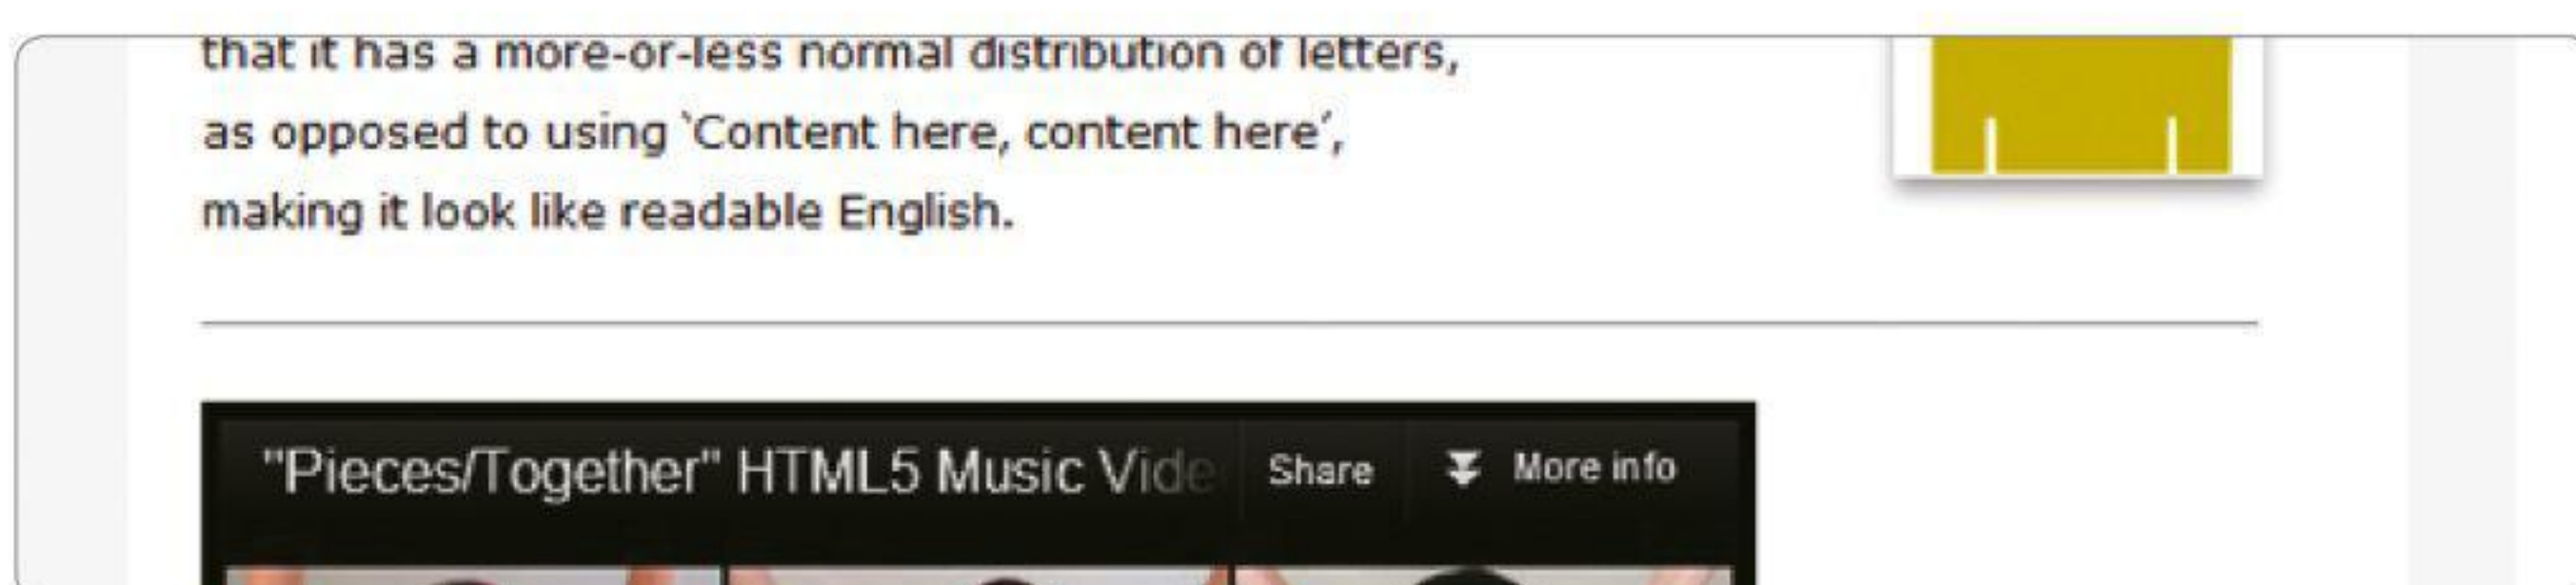 that it has a more-or-less normal distribution of letters,
as opposed to using ‘Content here, content here’,
making it look like readable English.
"Pieces/Together" HTML5 Music Vide
Share
More info